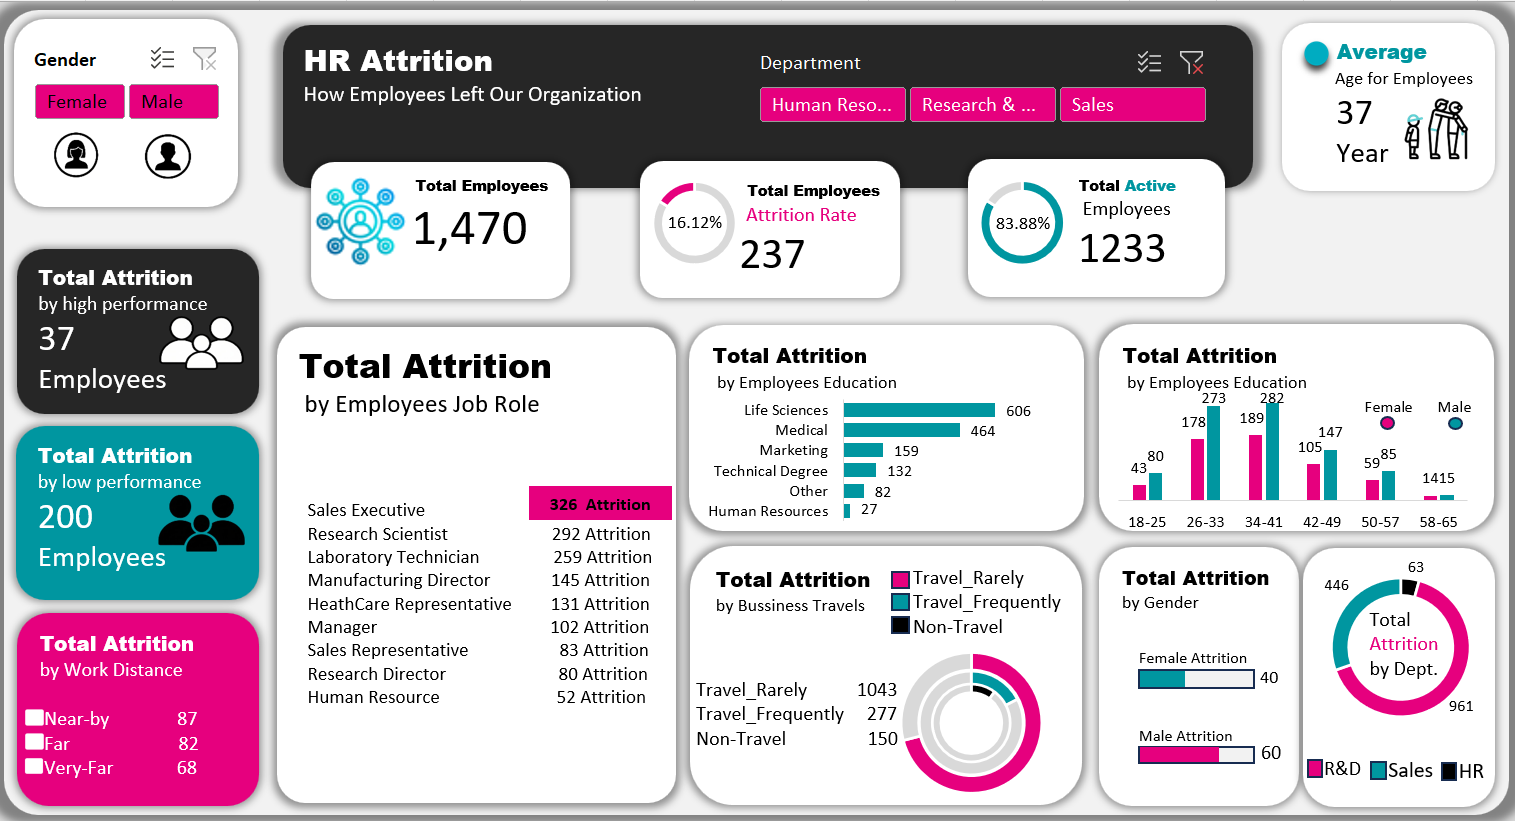 Gender
Female
Male
HR Attrition
How Employees Left Our Organization
Department
Human Reso...
Research & ...
Sales
Average
Age for Employees
37
Year
Total Employees
1,470
Total Employees
Attrition Rate
16.12%
237
Total Active
Employees
83.88%
1233
Total Attrition
by high performance
37
Employees
Total Attrition
by low performance
200
Employees
Total Attrition
by Work Distance
Near-by 87
Far 82
Very-Far 68
Total Attrition
by Employees Job Role
Sales Executive 326 Attrition
Research Scientist 292 Attrition
Laboratory Technician 259 Attrition
Manufacturing Director 145 Attrition
HeathCare Representative 131 Attrition
Manager 102 Attrition
Sales Representative 83 Attrition
Research Director 80 Attrition
Human Resource 52 Attrition
Total Attrition
by Employees Education
Life Sciences 606
Medical 464
Marketing 159
Technical Degree 132
Other 82
Human Resources 27
Total Attrition
by Employees Education
Female Male
43 80 178 273 189 282 105 147 59 85 14 15
18-25 26-33 34-41 42-49 50-57 58-65
Total Attrition
by Bussiness Travels
Travel_Rarely
Travel_Frequently
Non-Travel
Travel_Rarely 1043
Travel_Frequently 277
Non-Travel 150
Total Attrition
by Gender
Female Attrition
40
Male Attrition
60
63
446
Total
Attrition
by Dept.
961
R&D Sales HR